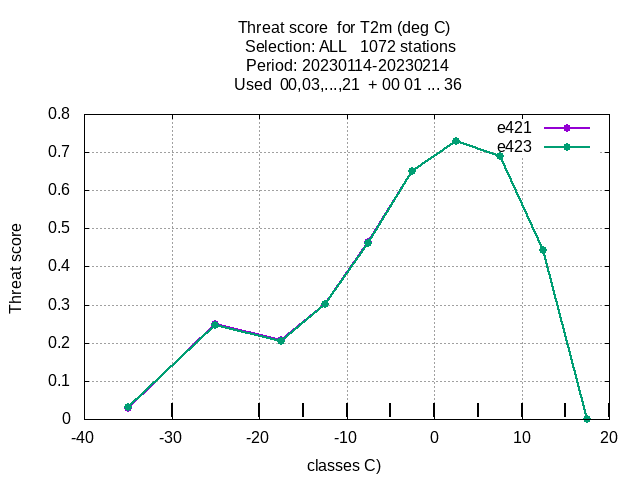 Threat score  for T2m (deg C)
Selection: ALL   1072 stations
Period: 20230114-20230214
Used  00,03,...,21  + 00 01 ... 36
e421
e423
0.8
0.7
0.6
0.5
0.4
0.3
0.2
0.1
0
Threat score
-40 -30 -20 -10 0 10 20
classes C)